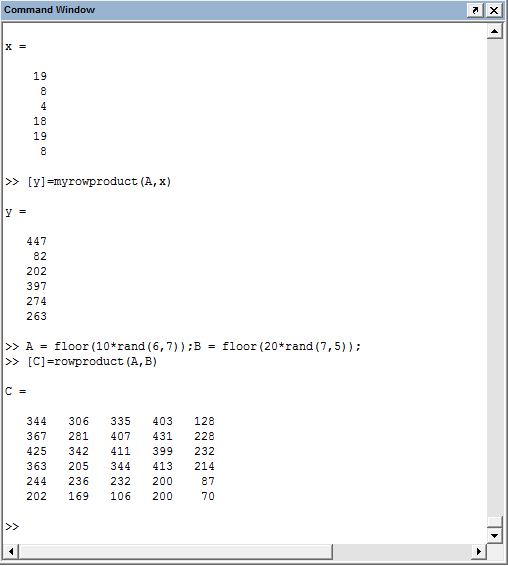 Command Window
x =
19
8
4
18
19
8
>> [y]=myrowproduct(A,x)
y =
447
82
202
397
274
263
>> A = floor(10*rand(6,7));B = floor(20*rand(7,5));
>> [C]=rowproduct(A,B)
C =
344 306 335 403 128
367 281 407 431 228
425 342 411 399 232
363 205 344 413 214
244 236 232 200 87
202 169 106 200 70
>>